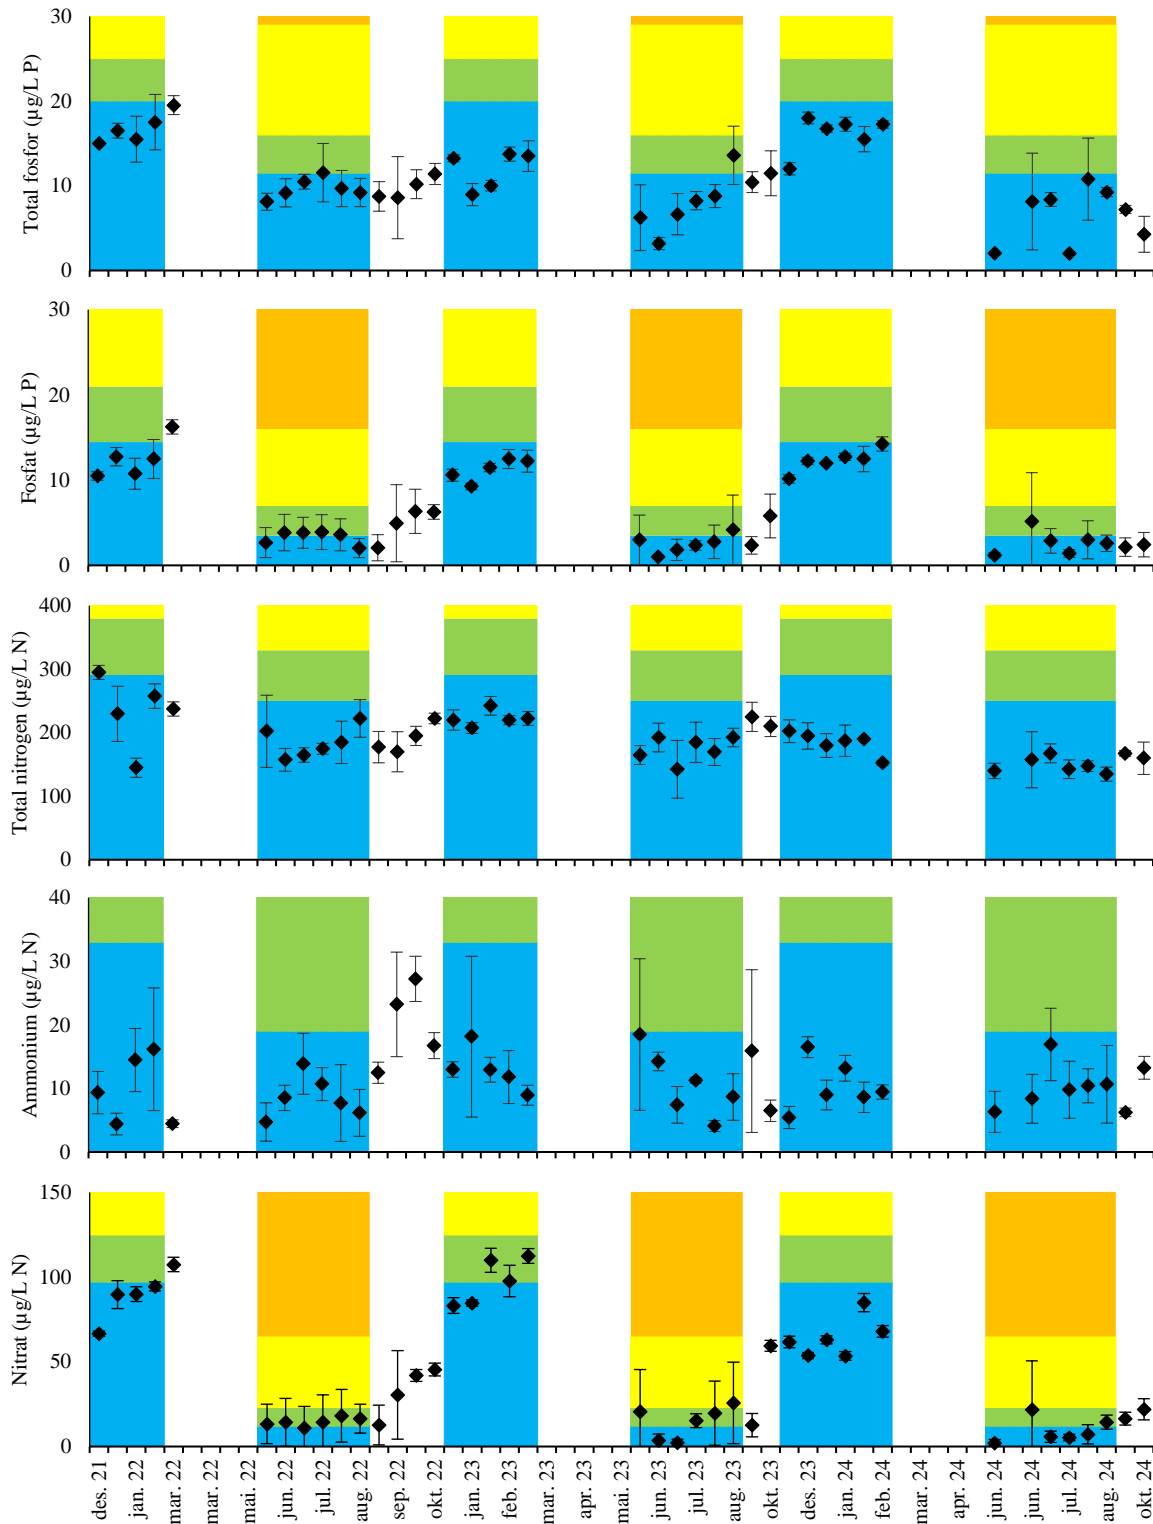 30
20
10
0
Total fosfor (µg/L P)
30
20
10
0
Fosfat (µg/L P)
400
300
200
100
0
Total nitrogen (µg/L N)
40
30
20
10
0
Ammonium (µg/L N)
150
100
50
0
Nitrat (µg/L N)
des. 21
jan. 22
mar. 22
mar. 22
mai. 22
jun. 22
jul. 22
aug. 22
sep. 22
okt. 22
jan. 23
feb. 23
mar. 23
apr. 23
mai. 23
jun. 23
jul. 23
aug. 23
okt. 23
des. 23
jan. 24
feb. 24
mar. 24
apr. 24
jun. 24
jun. 24
jul. 24
aug. 24
okt. 24